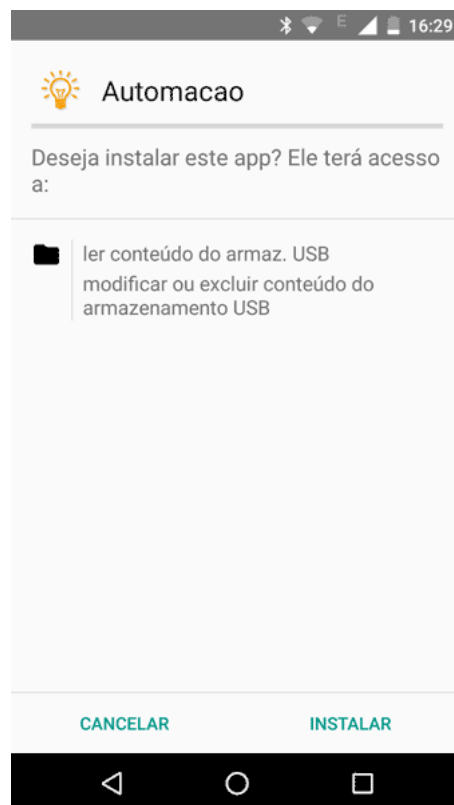 E 16:29
Automacao
Deseja instalar este app? Ele terá acesso
a:
ler conteúdo do armaz. USB
modificar ou excluir conteúdo do
armazenamento USB
CANCELAR INSTALAR